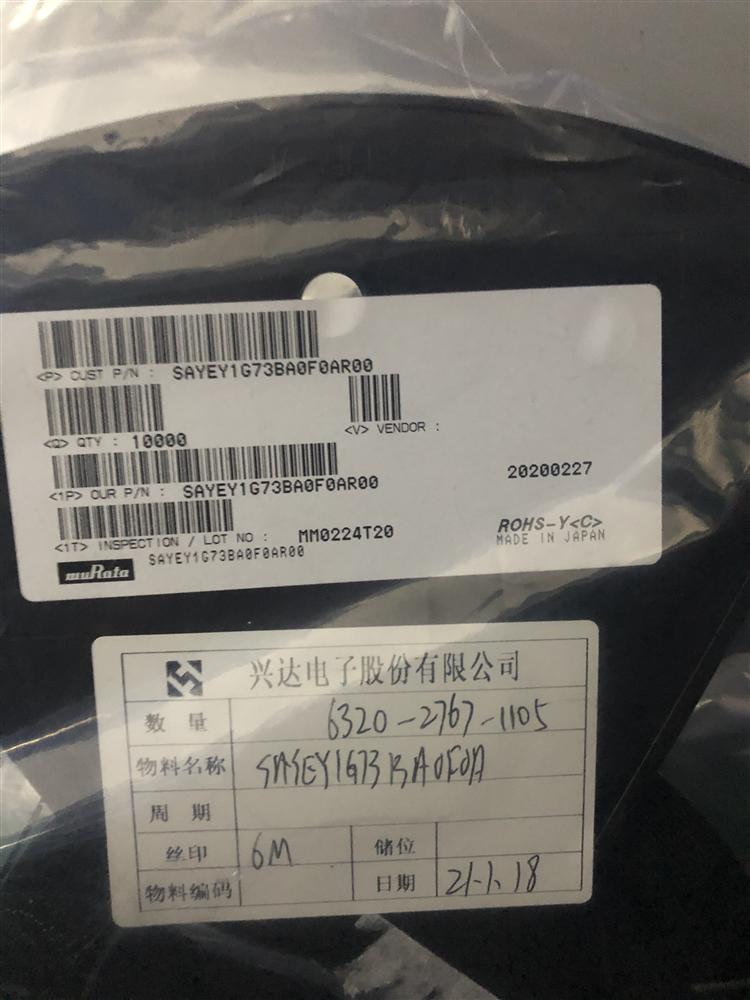 <P> CUST P/N : SAYEY1G73BA0F0AR00
<Q> QTY : 10000
<V> VENDOR :
<1P> OUR P/N : SAYEY1G73BA0F0AR00
20200227
<1T> INSPECTION / LOT NO : MM0224T20
ROHS-Y<C>
MADE IN JAPAN
SAYEY1G73BA0F0AR00
muRata
兴达电子股份有限公司
数 量 6320-2767-1105
物料名称 SASEY1G73BA0F0A
周 期
丝印 6M 储位
物料编码 日期 21.1.18